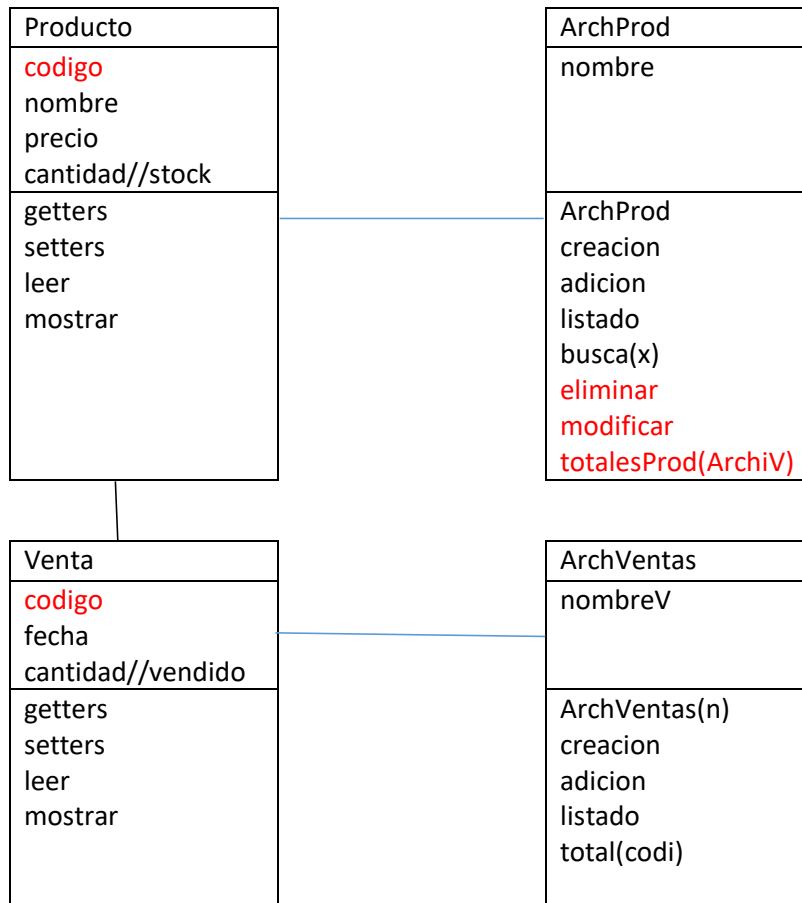 Producto
codigo
nombre
precio
cantidad//stock
getters
setters
leer
mostrar
ArchProd
nombre
ArchProd
creacion
adicion
listado
busca(x)
eliminar
modificar
totalesProd(ArchiV)
Venta
codigo
fecha
cantidad//vendido
getters
setters
leer
mostrar
ArchVentas
nombreV
ArchVentas(n)
creacion
adicion
listado
total(codi)